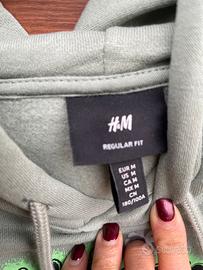 H&M
REGULAR FIT
EUR M
US M
CA M
MX M
CN
180/100A